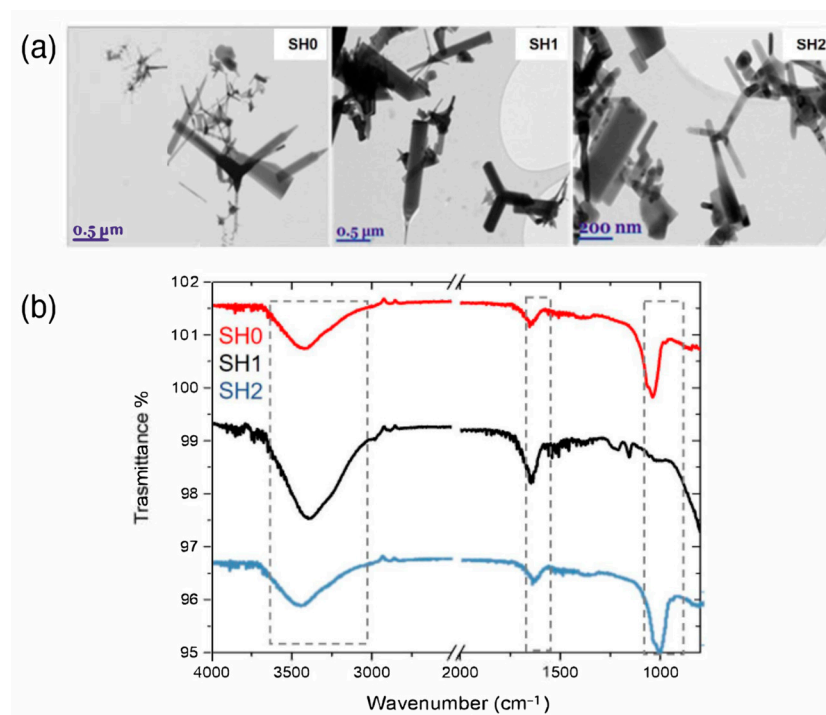 (a)
SH0
SH1
SH2
0.5 µm
0.5 µm
200 nm
(b)
102
101
100
99
98
97
96
95
SH0
SH1
SH2
Trasmittance %
4000
3500
3000
2000
1500
1000
Wavenumber (cm⁻¹)